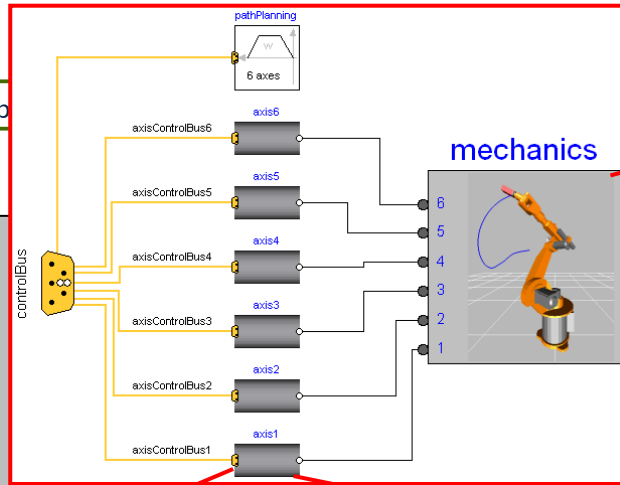 pathPlanning
w
6 axes
p
axis6
axisControlBus6
mechanics
axis5
axisControlBus5
6
5
axis4
axisControlBus4
4
controlBus
axis3
3
axisControlBus3
2
axis2
1
axisControlBus2
axis1
axisControlBus1